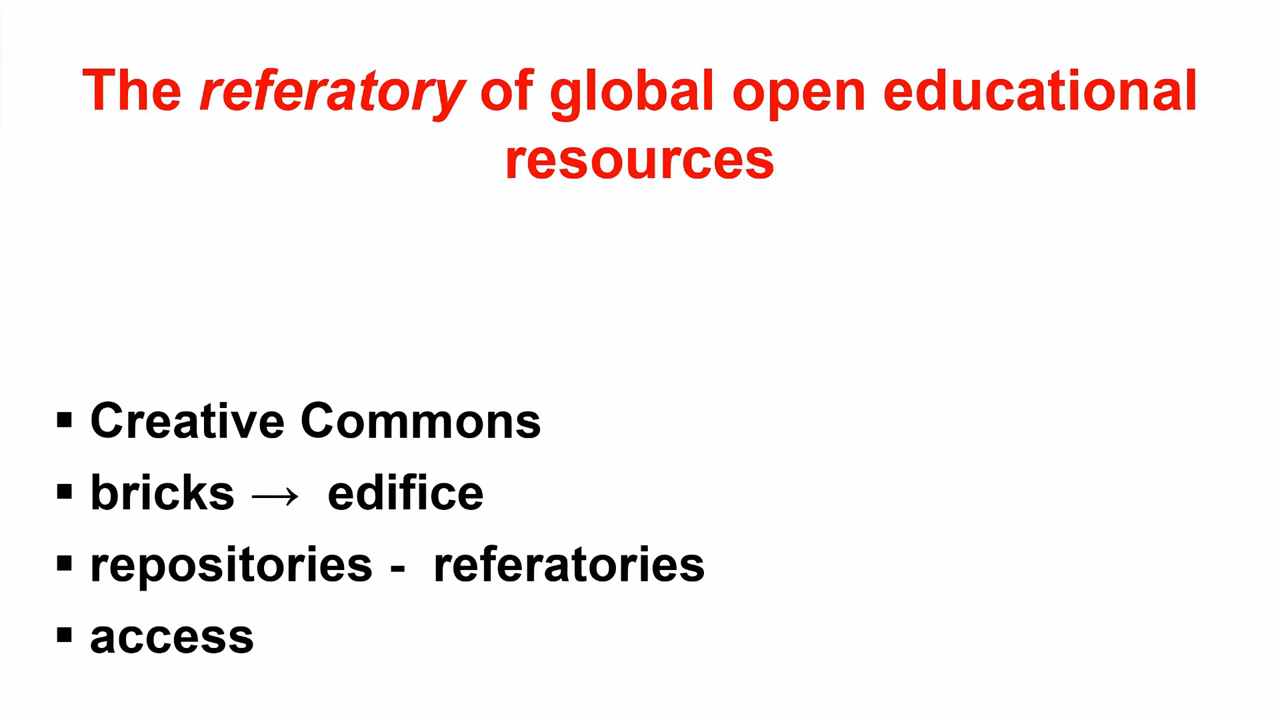 The referatory of global open educational
resources
▪ Creative Commons
▪ bricks → edifice
▪ repositories - referatories
▪ access